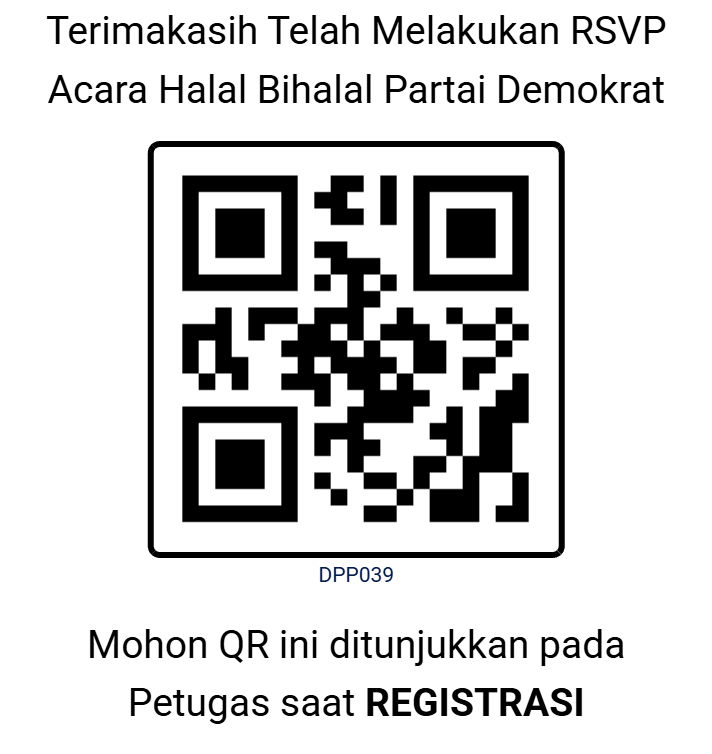 Terimakasih Telah Melakukan RSVP
Acara Halal Bihalal Partai Demokrat
DPP039
Mohon QR ini ditunjukkan pada
Petugas saat REGISTRASI